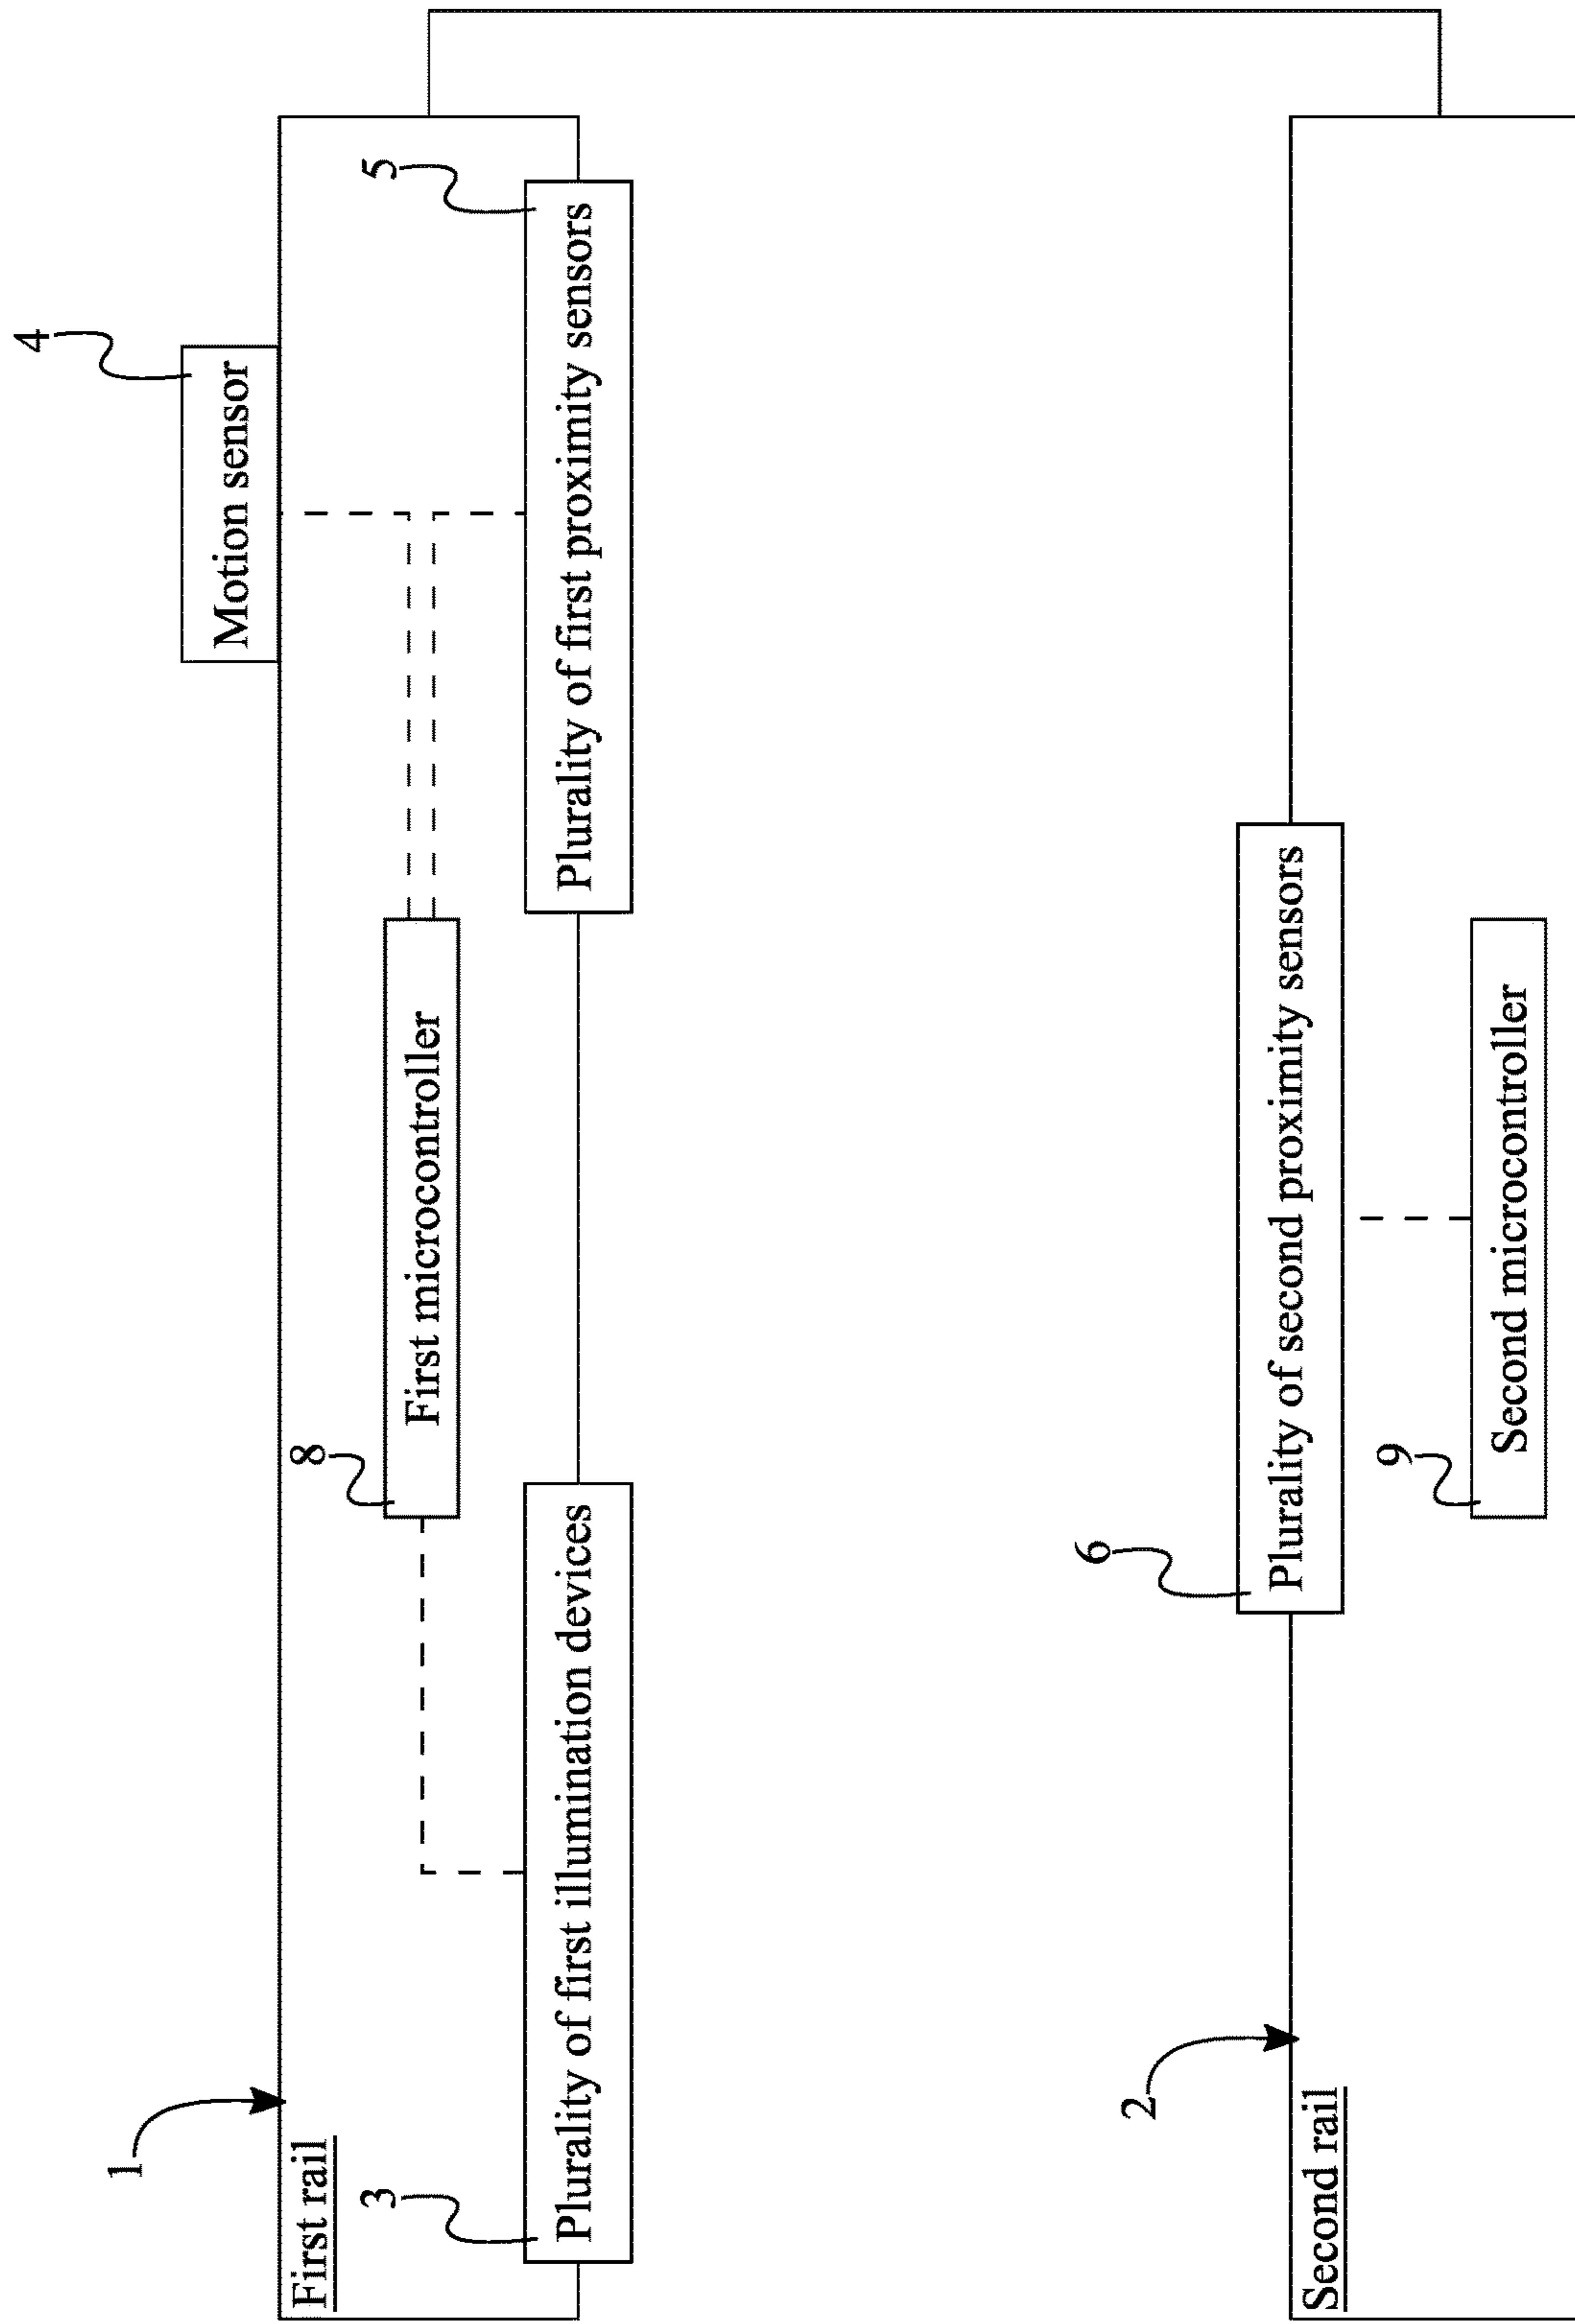 4
Motion sensor
1
First rail
8
First microcontroller
5
3
Plurality of first illumination devices
Plurality of first proximity sensors
6
2
Plurality of second proximity sensors
Second rail
9
Second microcontroller